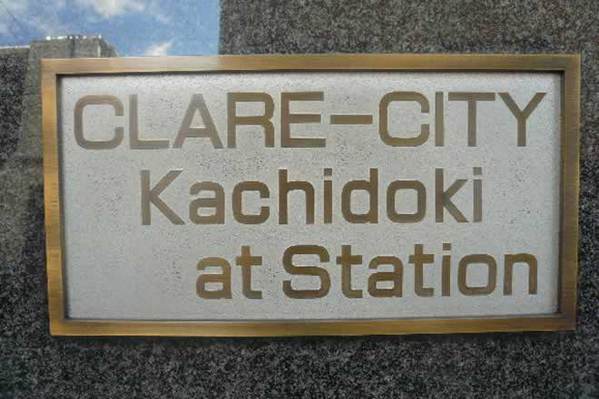 CLARE-CITY
Kachidoki
at Station